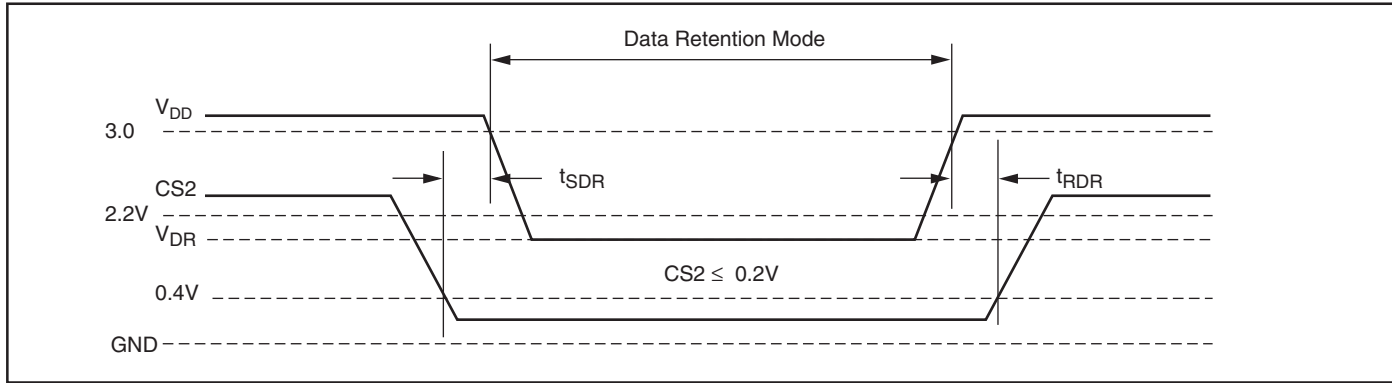 Data Retention Mode
VDD
3.0
tSDR
tRDR
CS2
2.2V
VDR
CS2 ≤ 0.2V
0.4V
GND